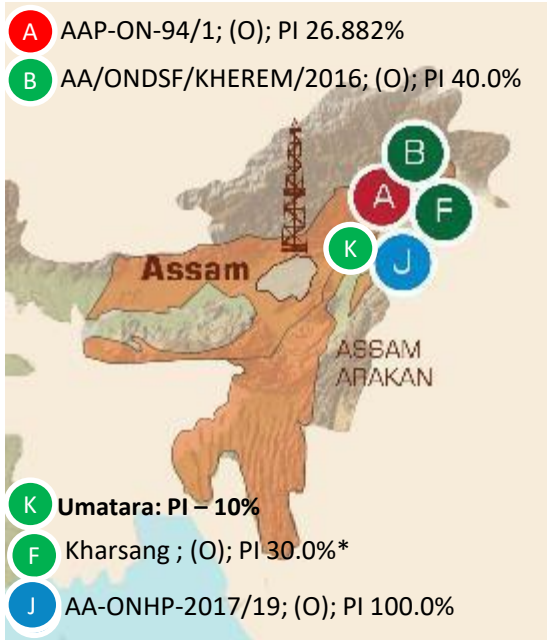 A AAP-ON-94/1; (O); PI 26.882%
B AA/ONDSF/KHEREM/2016; (O); PI 40.0%
B
A
F
K
J
Assam
ASSAM
ARAKAN
K Umatara: PI – 10%
F Kharsang ; (O); PI 30.0%*
J AA-ONHP-2017/19; (O); PI 100.0%